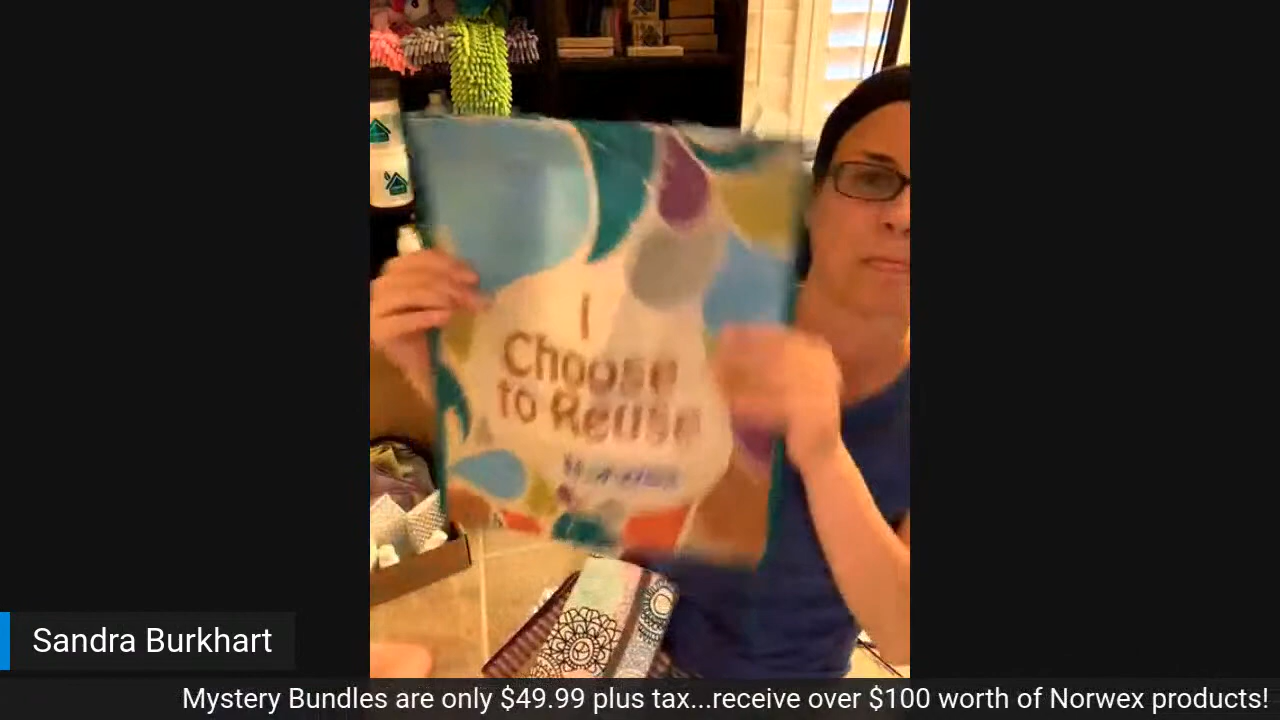 I
Choose
to Reuse
Norwex
Sandra Burkhart
Mystery Bundles are only $49.99 plus tax...receive over $100 worth of Norwex products!